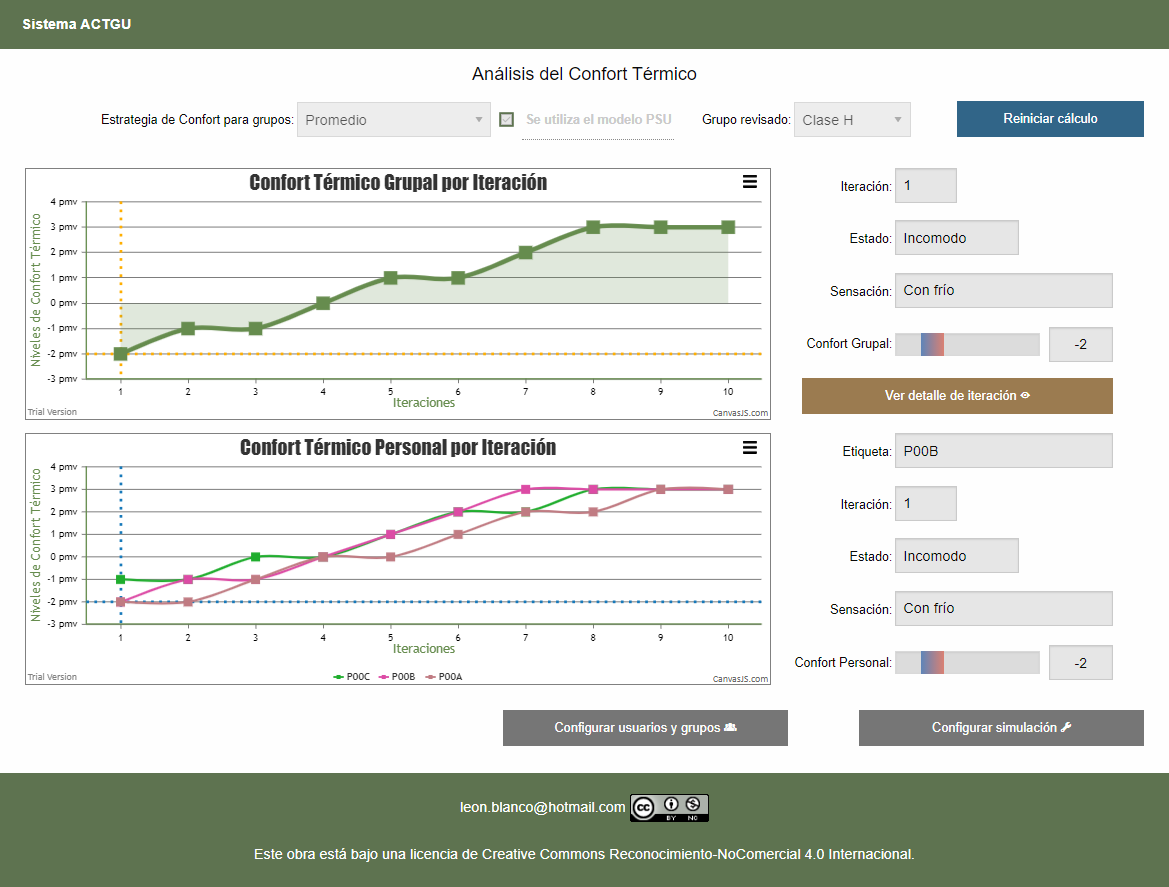 Sistema ACTGU
Análisis del Confort Térmico
Estrategia de Confort para grupos: Promedio Se utiliza el modelo PSU Grupo revisado: Clase H Reiniciar cálculo
Confort Térmico Grupal por Iteración
Niveles de Confort Térmico
4 pmv
3 pmv
2 pmv
1 pmv
0 pmv
-1 pmv
-2 pmv
-3 pmv
1 2 3 4 5 6 7 8 9 10
Iteraciones
Trial Version CanvasJS.com
Iteración: 1
Estado: Incomodo
Sensación: Con frío
Confort Grupal: -2
Ver detalle de iteración
Confort Térmico Personal por Iteración
Niveles de Confort Térmico
4 pmv
3 pmv
2 pmv
1 pmv
0 pmv
-1 pmv
-2 pmv
-3 pmv
1 2 3 4 5 6 7 8 9 10
Iteraciones
P00C P00B P00A
Trial Version CanvasJS.com
Etiqueta: P00B
Iteración: 1
Estado: Incomodo
Sensación: Con frío
Confort Personal: -2
Configurar usuarios y grupos Configurar simulación
leon.blanco@hotmail.com cc BY NC
Este obra está bajo una licencia de Creative Commons Reconocimiento-NoComercial 4.0 Internacional.